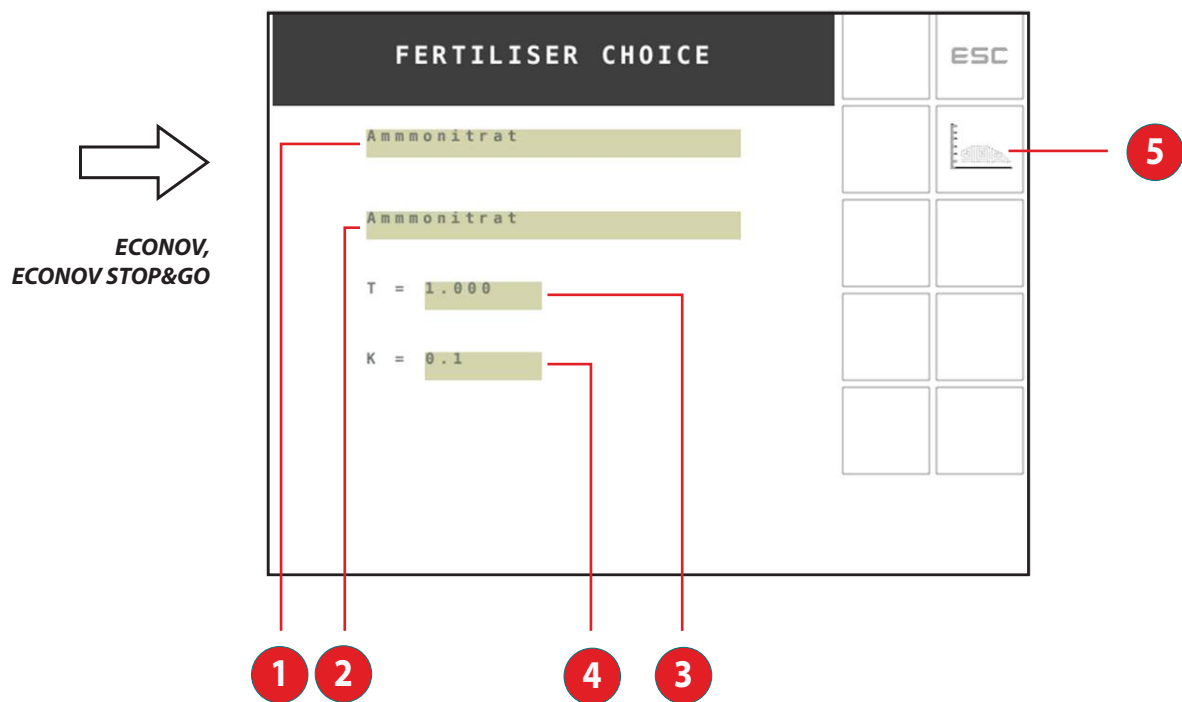 FERTILISER CHOICE
ESC
Ammmonitrat
5
Ammmonitrat
ECONOV,
ECONOV STOP&GO
T = 1.000
K = 0.1
1 2 4 3